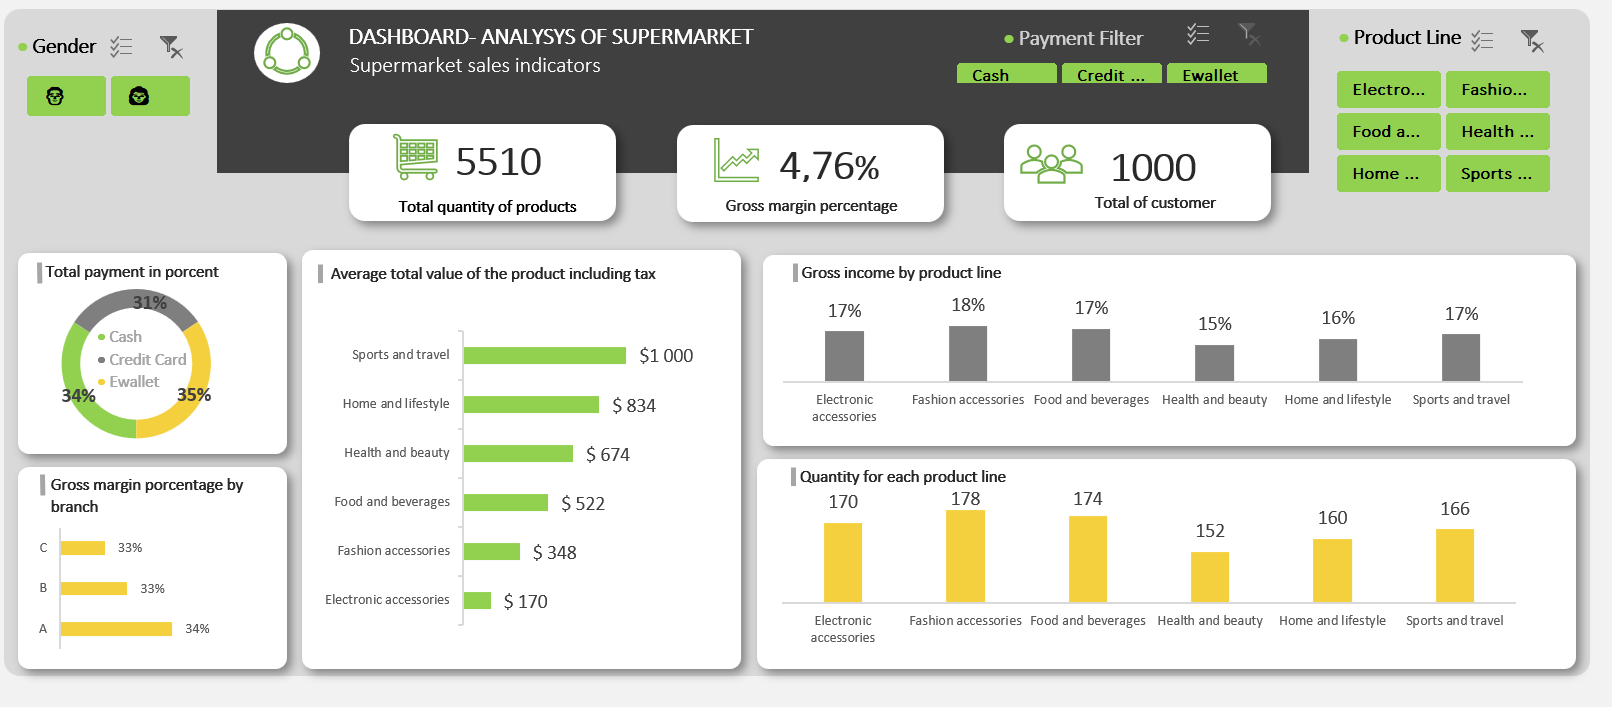 Gender
DASHBOARD- ANALYSYS OF SUPERMARKET
Supermarket sales indicators
Payment Filter
Cash
Credit ...
Ewallet
Product Line
Electro...
Fashio...
Food a...
Health ...
Home ...
Sports ...
5510
Total quantity of products
4,76%
Gross margin percentage
1000
Total of customer
Total payment in porcent
31%
Cash
Credit Card
Ewallet
34%
35%
Gross margin porcentage by
branch
C
33%
B
33%
A
34%
Average total value of the product including tax
Sports and travel
$1 000
Home and lifestyle
$ 834
Health and beauty
$ 674
Food and beverages
$ 522
Fashion accessories
$ 348
Electronic accessories
$ 170
Gross income by product line
17%
18%
17%
15%
16%
17%
Electronic
accessories
Fashion accessories
Food and beverages
Health and beauty
Home and lifestyle
Sports and travel
Quantity for each product line
170
178
174
152
160
166
Electronic
accessories
Fashion accessories
Food and beverages
Health and beauty
Home and lifestyle
Sports and travel